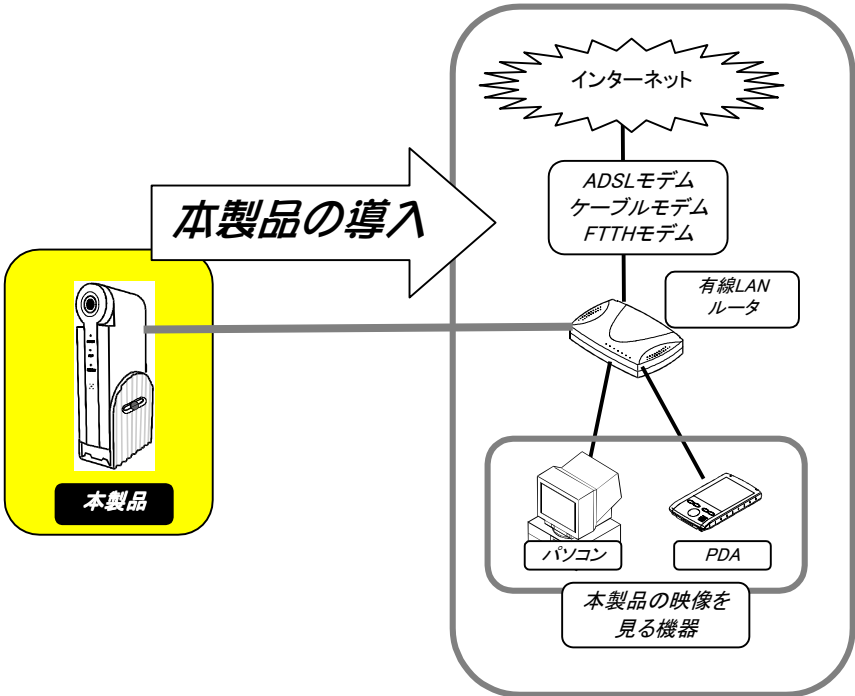 インターネット
ADSLモデム
ケーブルモデム
FTTHモデム
本製品の導入
有線LAN
ルータ
本製品
パソコン
PDA
本製品の映像を
見る機器